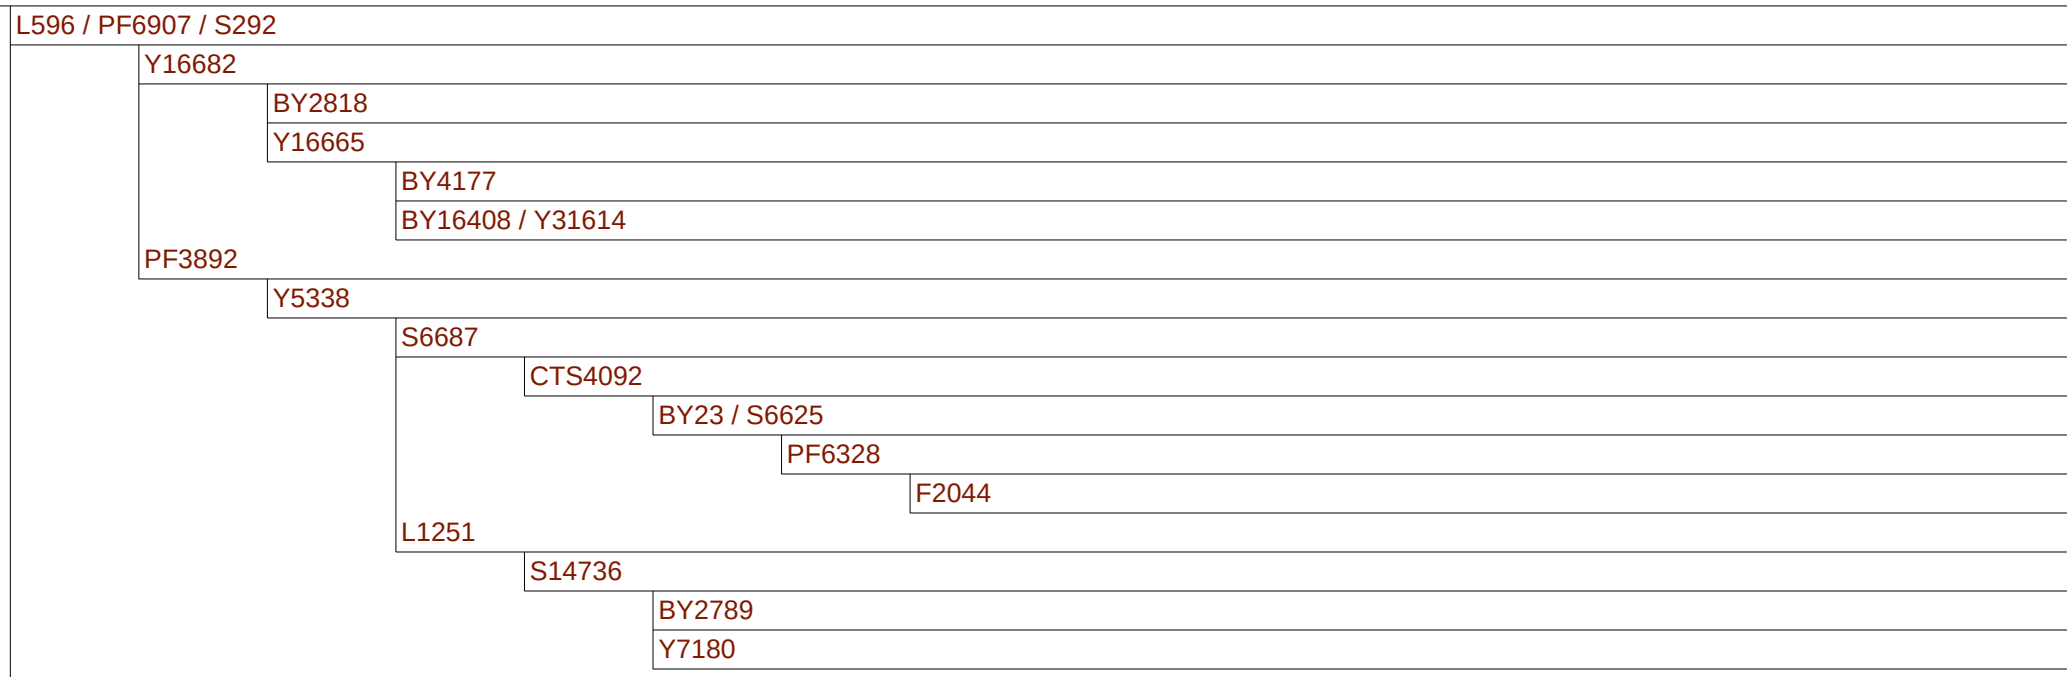 L596 / PF6907 / S292
Y16682
BY2818
Y16665
BY4177
BY16408 / Y31614
PF3892
Y5338
S6687
CTS4092
BY23 / S6625
PF6328
F2044
L1251
S14736
BY2789
Y7180